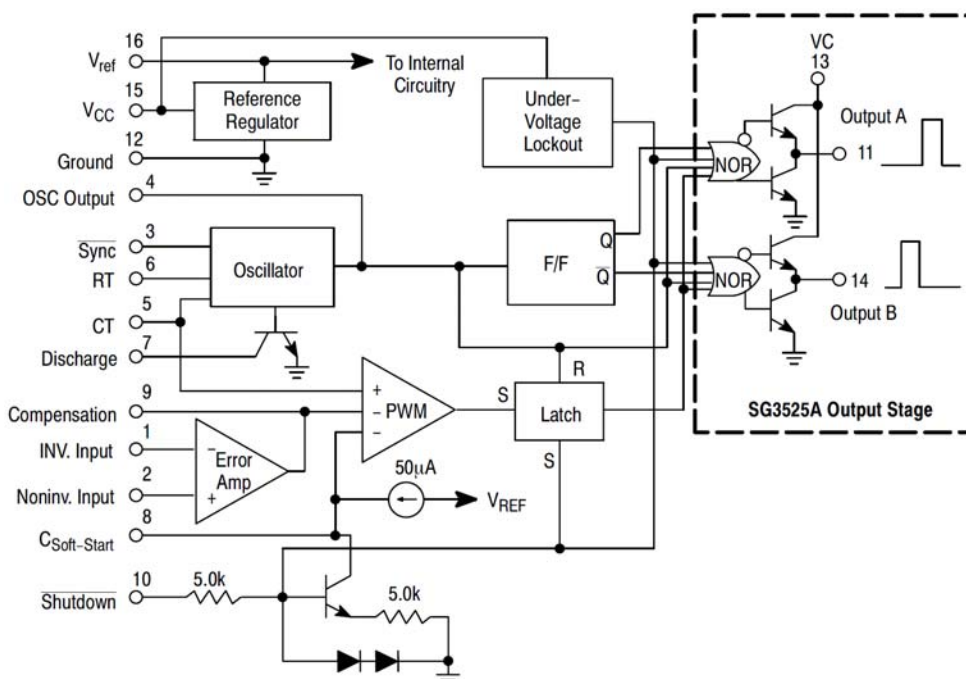 16
Vref
15
VCC
12
Ground
4
OSC Output
3
Sync
6
RT
5
CT
7
Discharge
9
Compensation
1
INV. Input
2
Noninv. Input
8
CSoft–Start
10
Shutdown
To Internal
Circuitry
Reference
Regulator
Under–
Voltage
Lockout
Oscillator
F/F
Q
Q̅
+
−
−
PWM
S
R
Latch
S
−
+
Error
Amp
50μA
VREF
5.0k
5.0k
VC
13
NOR
Output A
11
NOR
14
Output B
SG3525A Output Stage